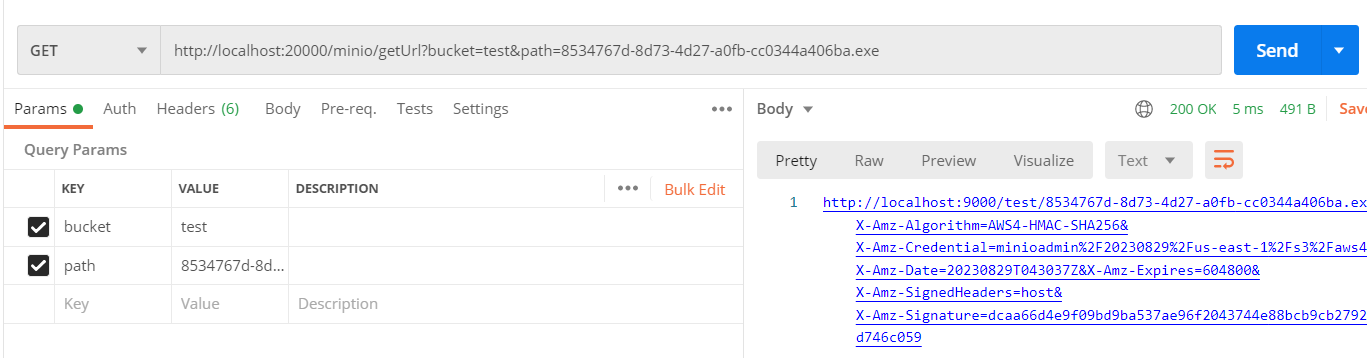 GET
http://localhost:20000/minio/getUrl?bucket=test&path=8534767d-8d73-4d27-a0fb-cc0344a406ba.exe
Send
Params Auth Headers (6) Body Pre-req. Tests Settings •••
Query Params
KEY VALUE DESCRIPTION ••• Bulk Edit
bucket test
path 8534767d-8d...
Key Value Description
Body 200 OK 5 ms 491 B Save
Pretty Raw Preview Visualize Text
1 http://localhost:9000/test/8534767d-8d73-4d27-a0fb-cc0344a406ba.ex
X-Amz-Algorithm=AWS4-HMAC-SHA256&
X-Amz-Credential=minioadmin%2F20230829%2Fus-east-1%2Fs3%2Faws4
X-Amz-Date=20230829T043037Z&X-Amz-Expires=604800&
X-Amz-SignedHeaders=host&
X-Amz-Signature=dcaa66d4e9f09bd9ba537ae96f2043744e88bcb9cb2792
d746c059